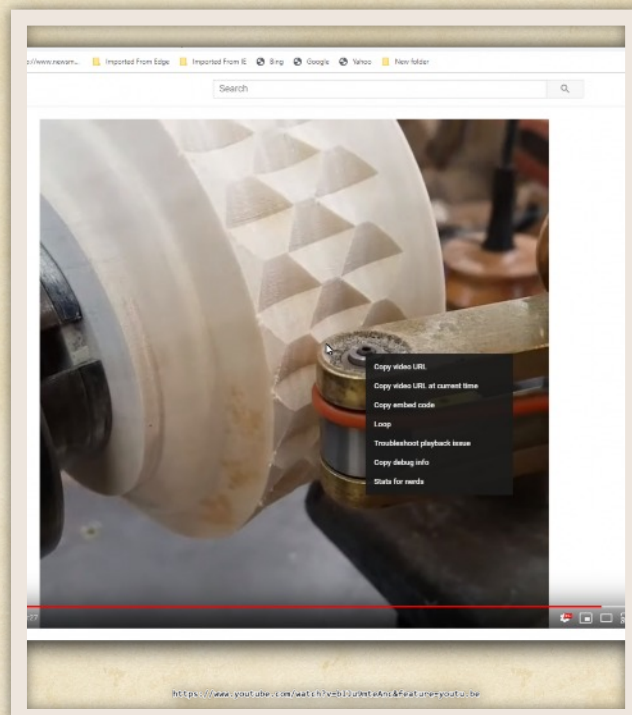 Imported From Edge Imported From IE Bing Google Yahoo New folder
Search
Copy video URL
Copy video URL at current time
Copy embed code
Loop
Troubleshoot playback issue
Copy debug info
Stats for nerds